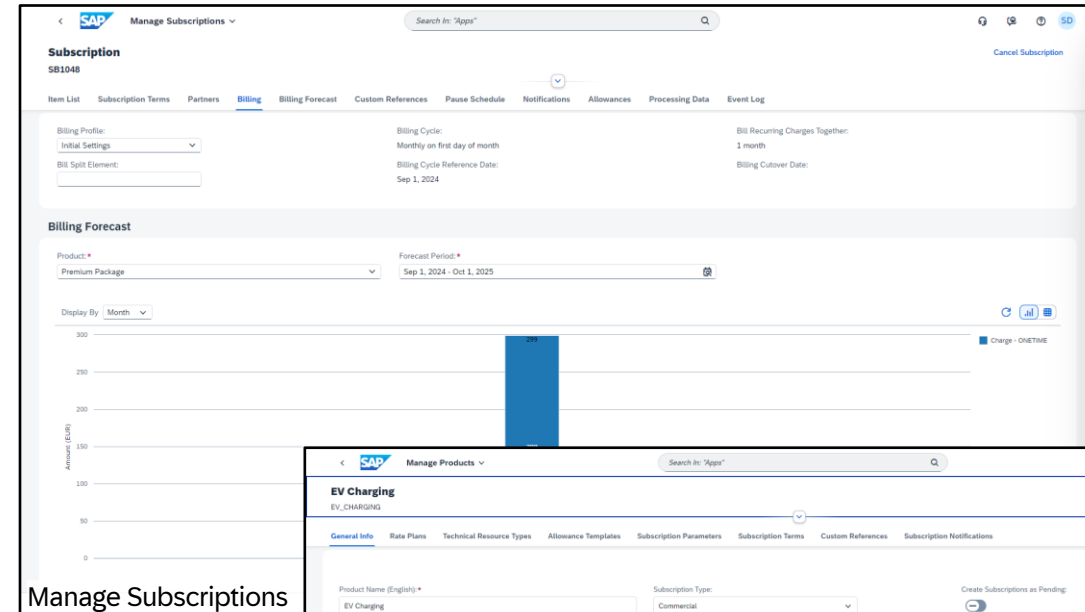 SAP Manage Subscriptions Search In: "Apps" SD
Subscription
Cancel Subscription
SB1048
Item List Subscription Terms Partners Billing Billing Forecast Custom References Pause Schedule Notifications Allowances Processing Data Event Log
Billing Profile: Billing Cycle: Bill Recurring Charges Together:
Initial Settings Monthly on first day of month 1 month
Bill Split Element: Billing Cycle Reference Date: Billing Cutover Date:
Sep 1, 2024
Billing Forecast
Product:* Forecast Period:*
Premium Package Sep 1, 2024 - Oct 1, 2025
Display By Month
300
299
Charge - ONETIME
250
200
Amount (EUR)
150
100
50
0
Manage Subscriptions
SAP Manage Products Search In: "Apps"
EV Charging
EV_CHARGING
General Info Rate Plans Technical Resource Types Allowance Templates Subscription Parameters Subscription Terms Custom References Subscription Notifications
Product Name (English):* Subscription Type: Create Subscriptions as Pending:
EV Charging Commercial